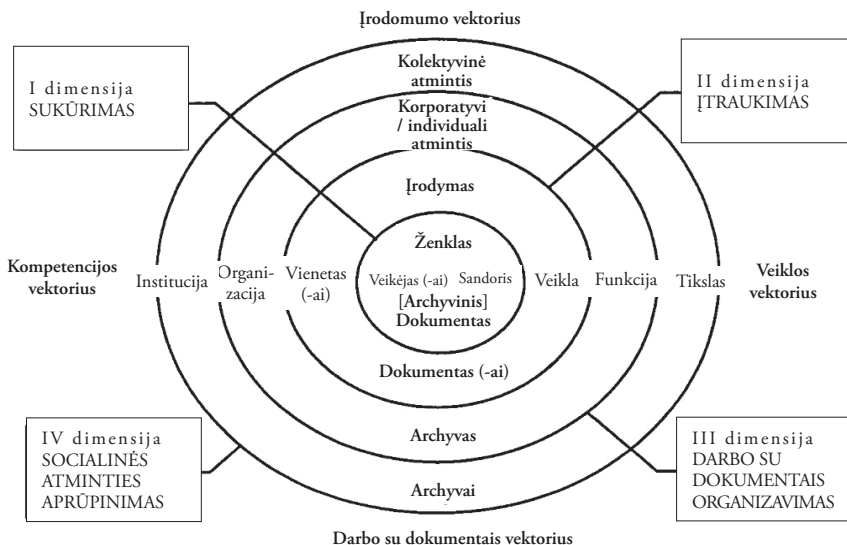 Įrodomumo vektorius
I dimensija
SUKŪRIMAS
Kolektyvinė
atmintis
II dimensija
ĮTRAUKIMAS
Korporatyvi
/ individuali
atmintis
Įrodymas
Ženklas
Kompetencijos
vektorius
Institucija
Organi-
zacija
Vienetas
(-ai)
Veikėjas (-ai)
Sandoris
Veikla
Funkcija
Tikslas
Veiklos
vektorius
[Archyvinis]
Dokumentas
Dokumentas (-ai)
Archyvas
Archyvai
IV dimensija
SOCIALINĖS
ATMINTIES
APRŪPINIMAS
III dimensija
DARBO SU
DOKUMENTAIS
ORGANIZAVIMAS
Darbo su dokumentais vektorius